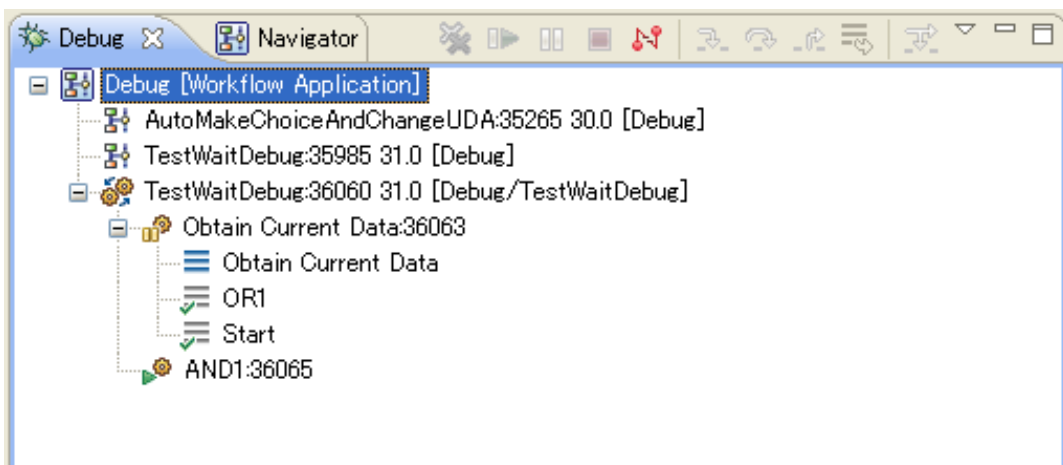 Debug Navigator
Debug [Workflow Application]
AutoMakeChoiceAndChangeUDA:35265 30.0 [Debug]
TestWaitDebug:35985 31.0 [Debug]
TestWaitDebug:36060 31.0 [Debug/TestWaitDebug]
Obtain Current Data:36063
Obtain Current Data
OR1
Start
AND1:36065